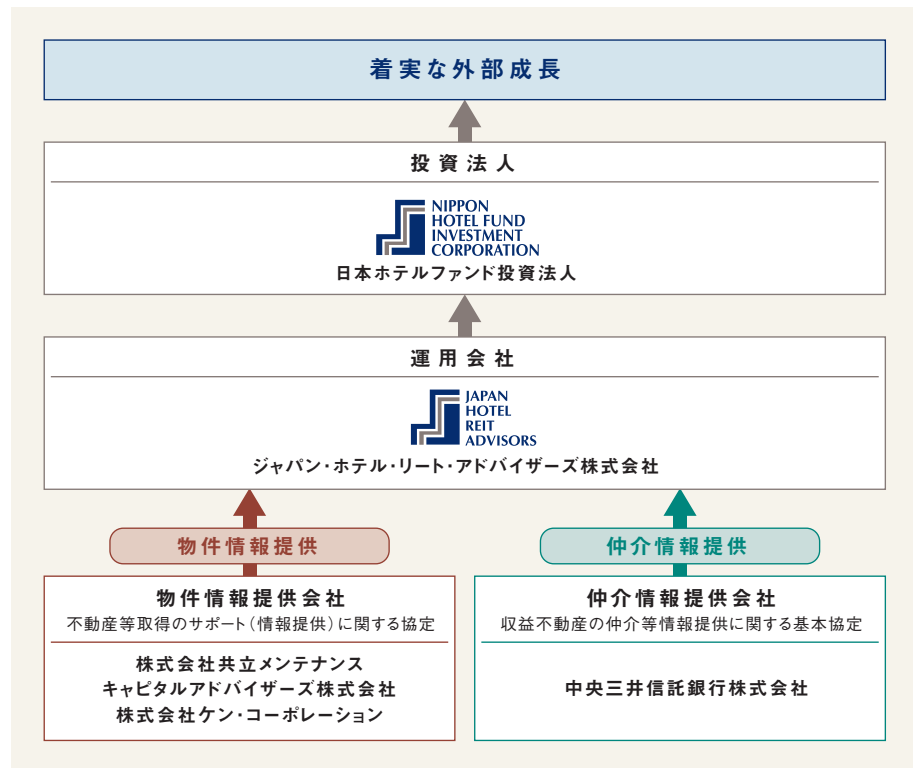 着実な外部成長
投資法人
NIPPON
HOTEL FUND
INVESTMENT
CORPORATION
日本ホテルファンド投資法人
運用会社
JAPAN
HOTEL
REIT
ADVISORS
ジャパン・ホテル・リート・アドバイザーズ株式会社
物件情報提供
仲介情報提供
物件情報提供会社
不動産等取得のサポート（情報提供）に関する協定
株式会社共立メンテナンス
キャピタルアドバイザーズ株式会社
株式会社ケン・コーポレーション
仲介情報提供会社
収益不動産の仲介等情報提供に関する基本協定
中央三井信託銀行株式会社